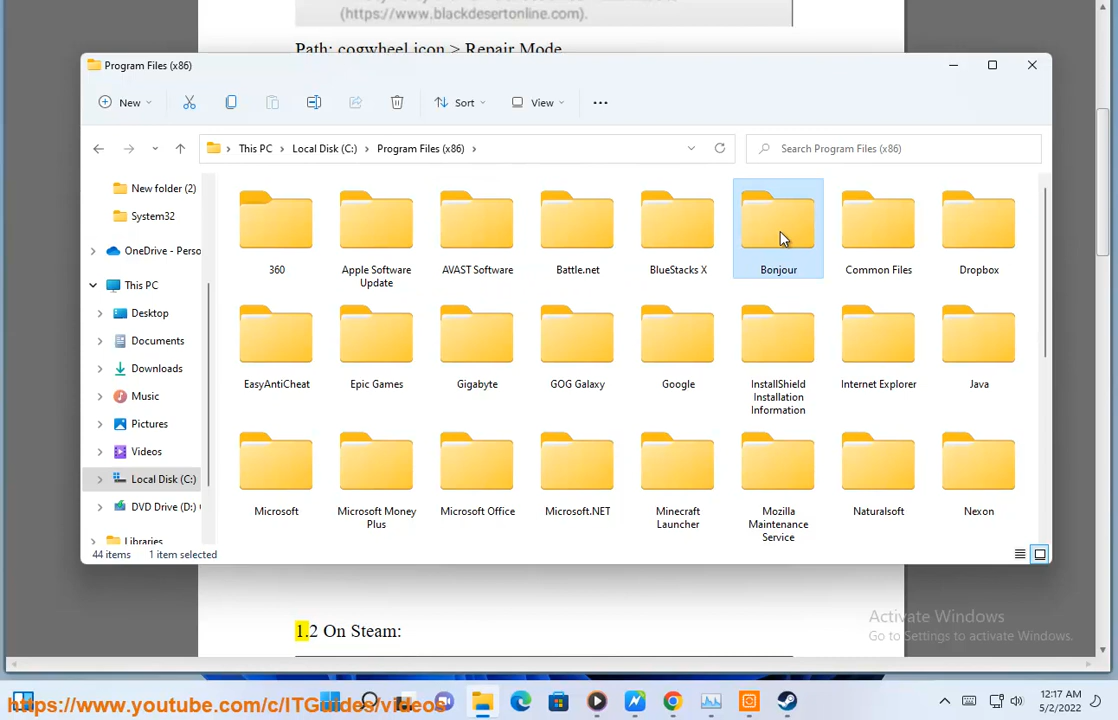 (https://www.blackdesertonline.com).
Path: cogwheel icon > Repair Mode
Program Files (x86)
New
Sort
View
This PC > Local Disk (C:) > Program Files (x86) >
Search Program Files (x86)
New folder (2)
System32
OneDrive - Perso
This PC
Desktop
Documents
Downloads
Music
Pictures
Videos
Local Disk (C:)
DVD Drive (D:)
Libraries
360
Apple Software
Update
AVAST Software
Battle.net
BlueStacks X
Bonjour
Common Files
Dropbox
EasyAntiCheat
Epic Games
Gigabyte
GOG Galaxy
Google
InstallShield
Installation
Information
Internet Explorer
Java
Microsoft
Microsoft Money
Plus
Microsoft Office
Microsoft.NET
Minecraft
Launcher
Mozilla
Maintenance
Service
Naturalsoft
Nexon
44 items
1 item selected
1.2 On Steam:
Activate Windows
Go to Settings to activate Windows.
https://www.youtube.com/c/ITGuides/videos
12:17 AM
5/2/2022